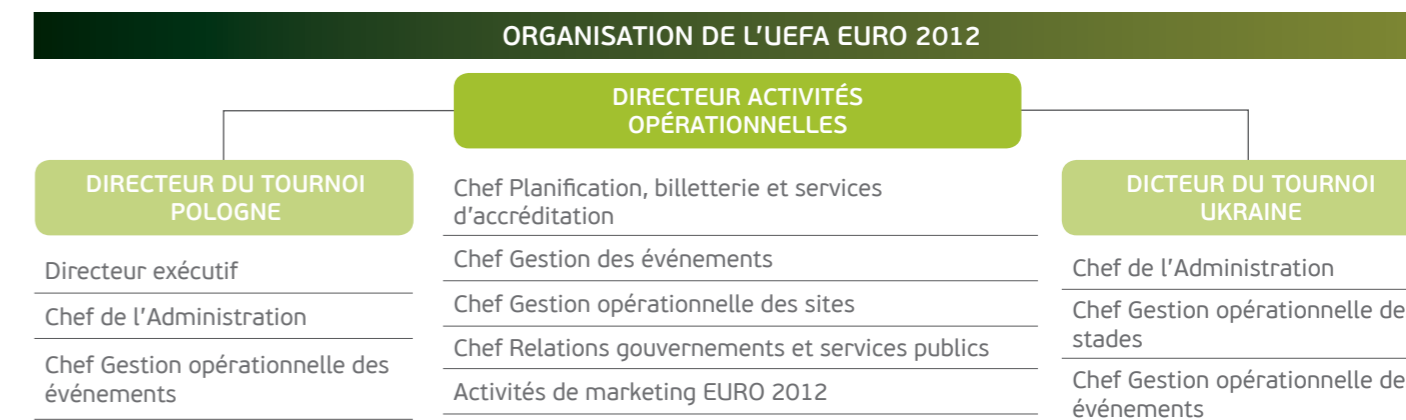 ORGANISATION DE L'UEFA EURO 2012
DIRECTEUR ACTIVITÉS
OPÉRATIONNELLES
DIRECTEUR DU TOURNOI
POLOGNE
Directeur exécutif
Chef de l'Administration
Chef Gestion opérationnelle des
événements
Chef Planification, billetterie et services
d'accréditation
Chef Gestion des événements
Chef Gestion opérationnelle des sites
Chef Relations gouvernements et services publics
Activités de marketing EURO 2012
DICTEUR DU TOURNOI
UKRAINE
Chef de l'Administration
Chef Gestion opérationnelle de
stades
Chef Gestion opérationnelle de
événements